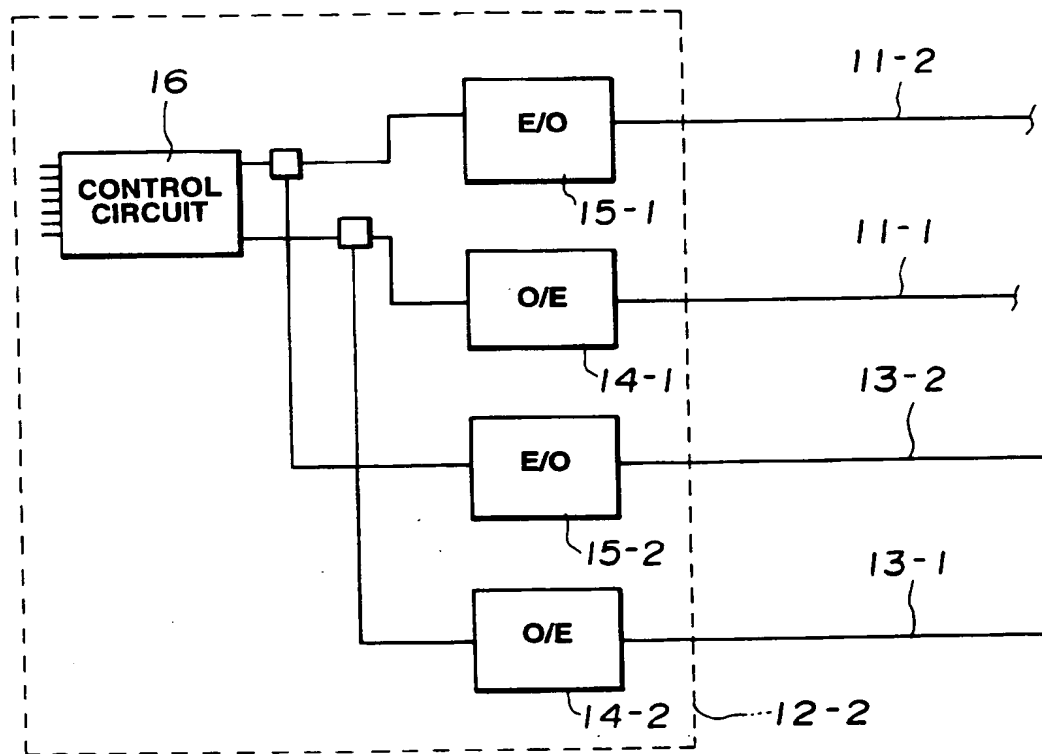 16
11-2
E/O
CONTROL
CIRCUIT
15-1
11-1
O/E
14-1
13-2
E/O
15-2
13-1
O/E
14-2
12-2